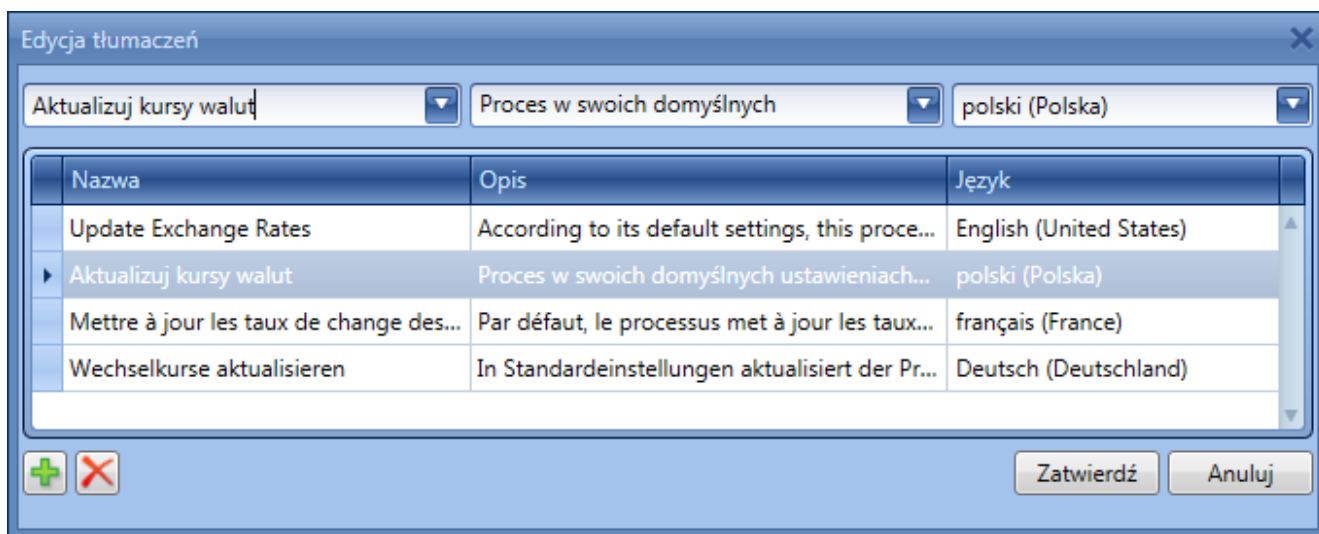 Edycja tłumaczeń
Aktualizuj kursy walut Proces w swoich domyślnych polski (Polska)
Nazwa Opis Język
Update Exchange Rates According to its default settings, this proce... English (United States)
Aktualizuj kursy walut Proces w swoich domyślnych ustawieniach... polski (Polska)
Mettre à jour les taux de change des... Par défaut, le processus met à jour les taux... français (France)
Wechselkurse aktualisieren In Standardeinstellungen aktualisiert der Pr... Deutsch (Deutschland)
Zatwierdź Anuluj